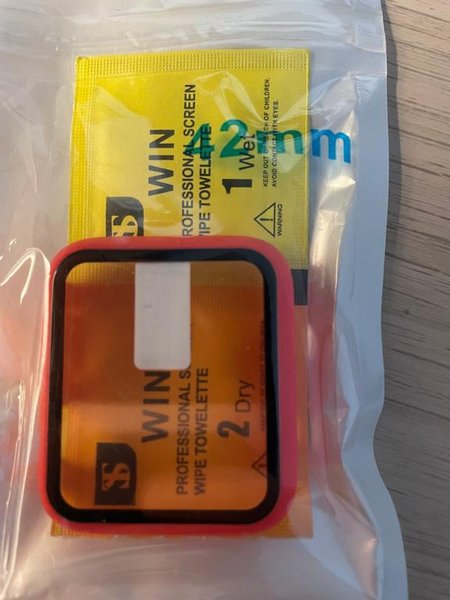 42mm
WIN
PROFESSIONAL SCREEN
WIPE TOWELETTE
1 Wet
WARNING
KEEP OUT OF REACH OF CHILDREN.
AVOID CONTACT WITH EYES.
WIN
PROFESSIONAL
WIPE TOWELETTE
2 Dry